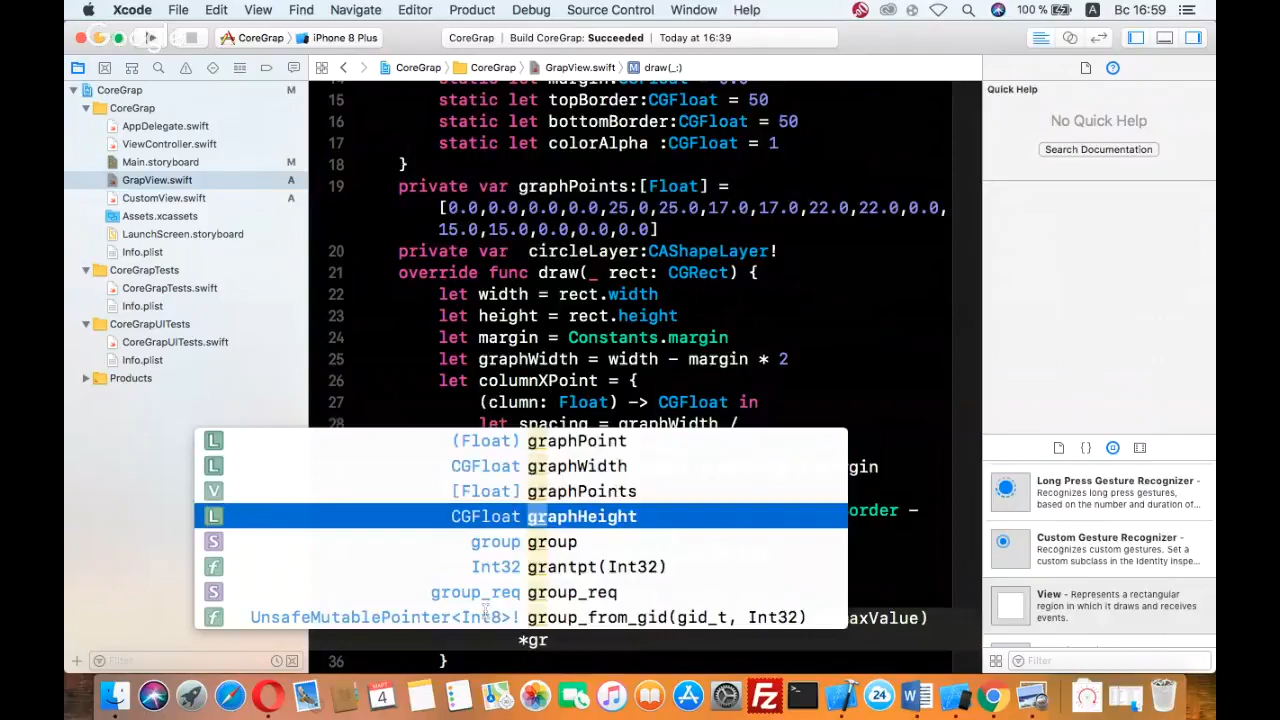 Xcode File Edit View Find Navigate Editor Product Debug Source Control Window Help 100 % A Вс 16:59
CoreGrap iPhone 8 Plus CoreGrap Build CoreGrap: Succeeded Today at 16:39
CoreGrap CoreGrap GrapView.swift M draw(_:)
CoreGrap M
CoreGrap
AppDelegate.swift
ViewController.swift
Main.storyboard M
GrapView.swift A
CustomView.swift A
Assets.xcassets
LaunchScreen.storyboard
Info.plist
CoreGrapTests
CoreGrapTests.swift
Info.plist
CoreGrapUITests
CoreGrapUITests.swift
Info.plist
Products
Filter
15 static let topBorder:CGFloat = 50
16 static let bottomBorder:CGFloat = 50
17 static let colorAlpha :CGFloat = 1
18 }
19 private var graphPoints:[Float] =
[0.0,0.0,0.0,0.0,25,0,25.0,17.0,17.0,22.0,22.0,0.0,
15.0,15.0,0.0,0.0,0.0]
20 private var circleLayer:CAShapeLayer!
21 override func draw(_ rect: CGRect) {
22 let width = rect.width
23 let height = rect.height
24 let margin = Constants.margin
25 let graphWidth = width - margin * 2
26 let columnXPoint = {
27 (clumn: Float) -> CGFloat in
28 let spacing = graphWidth /
gin
order -
axValue)
*gr
36 }
L (Float) graphPoint
L CGFloat graphWidth
V [Float] graphPoints
L CGFloat graphHeight
S group group
f Int32 grantpt(Int32)
S group_req group_req
f UnsafeMutablePointer<Int8>! group_from_gid(gid_t, Int32)
Quick Help
No Quick Help
Search Documentation
Long Press Gesture Recognizer -
Recognizes long press gestures,
based on the number and duration of...
Custom Gesture Recognizer -
Recognizes custom gestures. Set a
custom subclass in the Identity inspe...
View - Represents a rectangular
region in which it draws and receives
events.
Filter
МАРТ
4
24